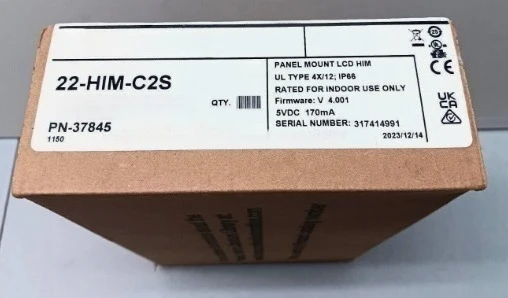 22-HIM-C2S
QTY.
PN-37845
1150
PANEL MOUNT LCD HIM
UL TYPE 4X/12; IP66
RATED FOR INDOOR USE ONLY
Firmware: V 4.001
5VDC 170mA
SERIAL NUMBER: 317414991
2023/12/14
CE
UK
CA